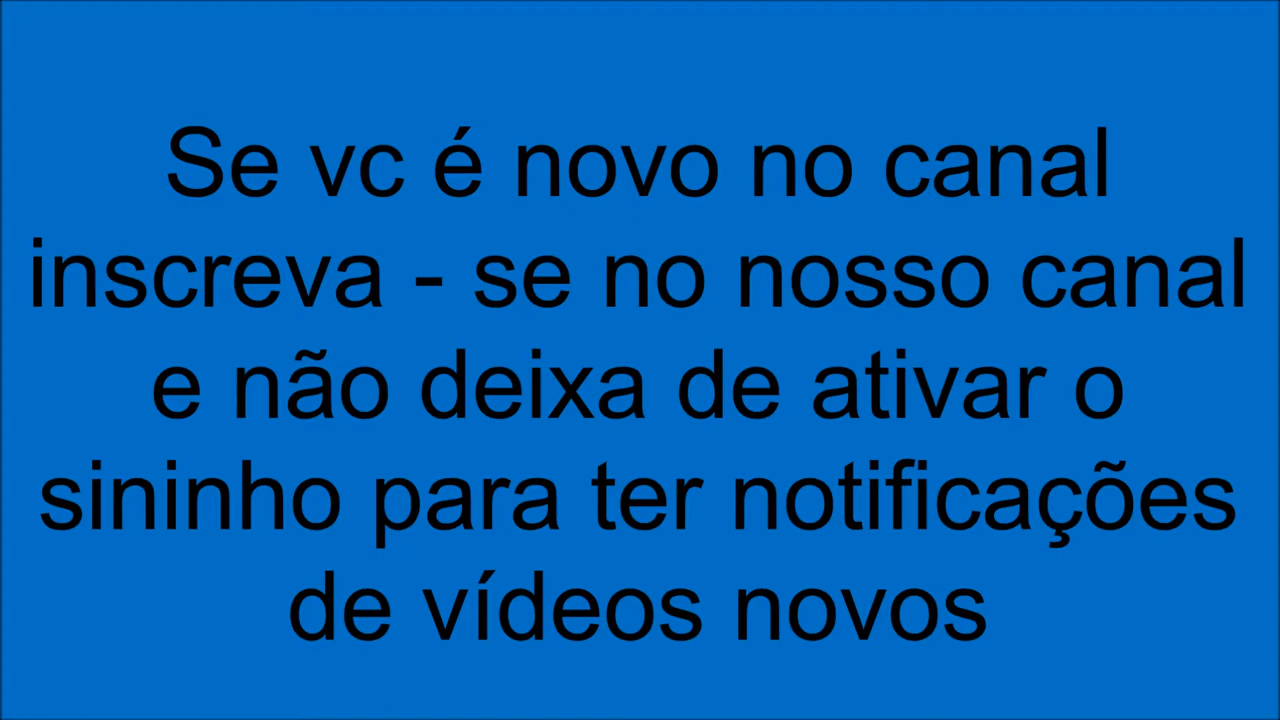 Se vc é novo no canal
inscreva - se no nosso canal
e não deixa de ativar o
sininho para ter notificações
de vídeos novos